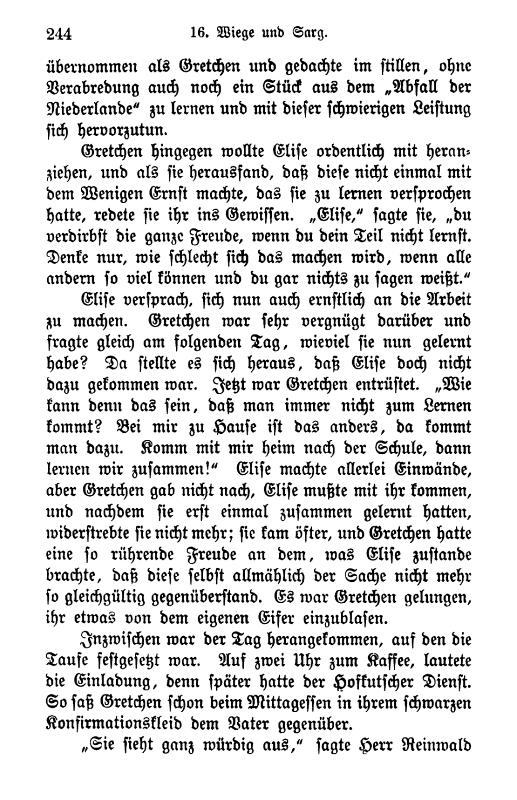 244 16. Wiege und Sarg.
übernommen als Gretchen und gedachte im stillen, ohne
Verabredung auch noch ein Stück aus dem „Abfall der
Niederlande“ zu lernen und mit dieser schwierigen Leistung
sich hervorzutun.
Gretchen hingegen wollte Elise ordentlich mit heran-
ziehen, und als sie herausfand, daß diese nicht einmal mit
dem Wenigen Ernst machte, das sie zu lernen versprochen
hatte, redete sie ihr ins Gewissen. „Elise,“ sagte sie, „du
verdirbst die ganze Freude, wenn du dein Teil nicht lernst.
Denke nur, wie schlecht sich das machen wird, wenn alle
andern so viel können und du gar nichts zu sagen weißt.“
Elise versprach, sich nun auch ernstlich an die Arbeit
zu machen. Gretchen war sehr vergnügt darüber und
fragte gleich am folgenden Tag, wieviel sie nun gelernt
habe? Da stellte es sich heraus, daß Elise doch nicht
dazu gekommen war. Jetzt war Gretchen entrüstet. „Wie
kann denn das sein, daß man immer nicht zum Lernen
kommt? Bei mir zu Hause ist das anders, da kommt
man dazu. Komm mit mir heim nach der Schule, dann
lernen wir zusammen!“ Elise machte allerlei Einwände,
aber Gretchen gab nicht nach, Elise mußte mit ihr kommen,
und nachdem sie erst einmal zusammen gelernt hatten,
widerstrebte sie nicht mehr; sie kam öfter, und Gretchen hatte
eine so rührende Freude an dem, was Elise zustande
brachte, daß diese selbst allmählich der Sache nicht mehr
so gleichgültig gegenüberstand. Es war Gretchen gelungen,
ihr etwas von dem eigenen Eifer einzublasen.
Inzwischen war der Tag herangekommen, auf den die
Taufe festgesetzt war. Auf zwei Uhr zum Kaffee, lautete
die Einladung, denn später hatte der Hofkutscher Dienst.
So saß Gretchen schon beim Mittagessen in ihrem schwarzen
Konfirmationskleid dem Vater gegenüber.
„Sie sieht ganz würdig aus,“ sagte Herr Reinwald